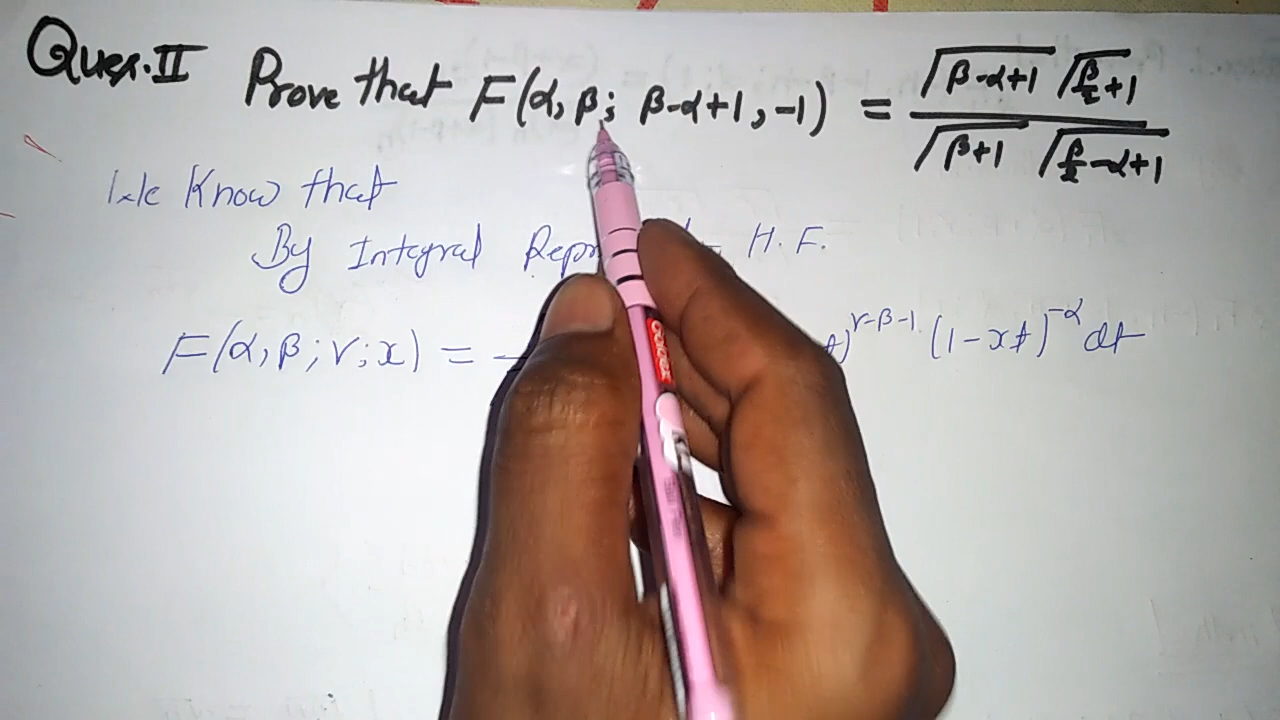 Ques.II Prove that F(α, β; β-α+1, -1) = Γβ-α+1 Γβ/2+1 / Γβ+1 Γβ/2-α+1
We Know that
By Integral H.F.
F(α, β; γ; x) = t)^γ-β-1 (1-xt)^-α dt